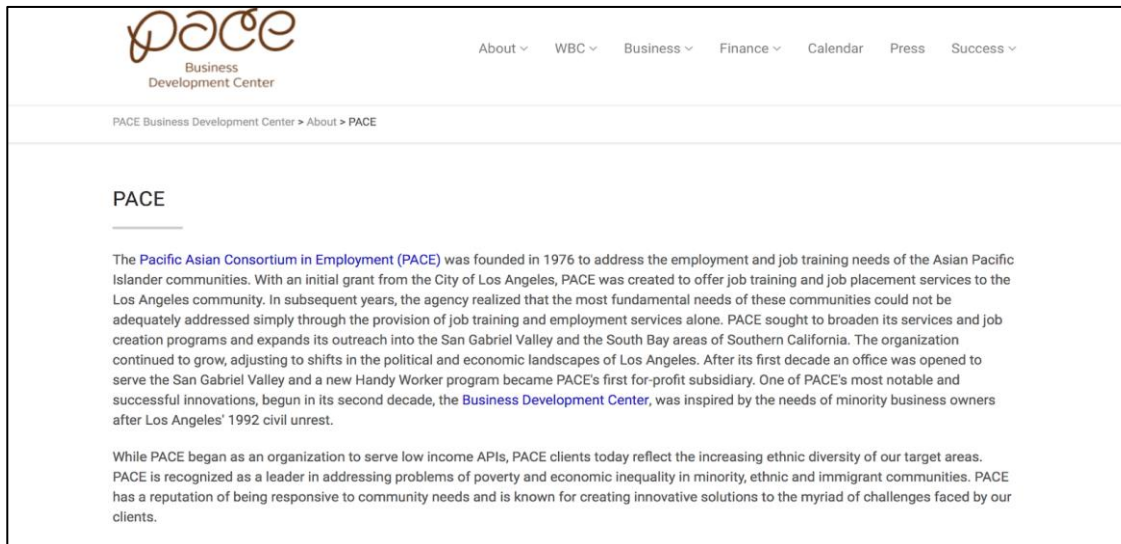 pace
Business
Development Center
About WBC Business Finance Calendar Press Success
PACE Business Development Center > About > PACE
PACE
The Pacific Asian Consortium in Employment (PACE) was founded in 1976 to address the employment and job training needs of the Asian Pacific
Islander communities. With an initial grant from the City of Los Angeles, PACE was created to offer job training and job placement services to the
Los Angeles community. In subsequent years, the agency realized that the most fundamental needs of these communities could not be
adequately addressed simply through the provision of job training and employment services alone. PACE sought to broaden its services and job
creation programs and expands its outreach into the San Gabriel Valley and the South Bay areas of Southern California. The organization
continued to grow, adjusting to shifts in the political and economic landscapes of Los Angeles. After its first decade an office was opened to
serve the San Gabriel Valley and a new Handy Worker program became PACE's first for-profit subsidiary. One of PACE's most notable and
successful innovations, begun in its second decade, the Business Development Center, was inspired by the needs of minority business owners
after Los Angeles' 1992 civil unrest.
While PACE began as an organization to serve low income APIs, PACE clients today reflect the increasing ethnic diversity of our target areas.
PACE is recognized as a leader in addressing problems of poverty and economic inequality in minority, ethnic and immigrant communities. PACE
has a reputation of being responsive to community needs and is known for creating innovative solutions to the myriad of challenges faced by our
clients.